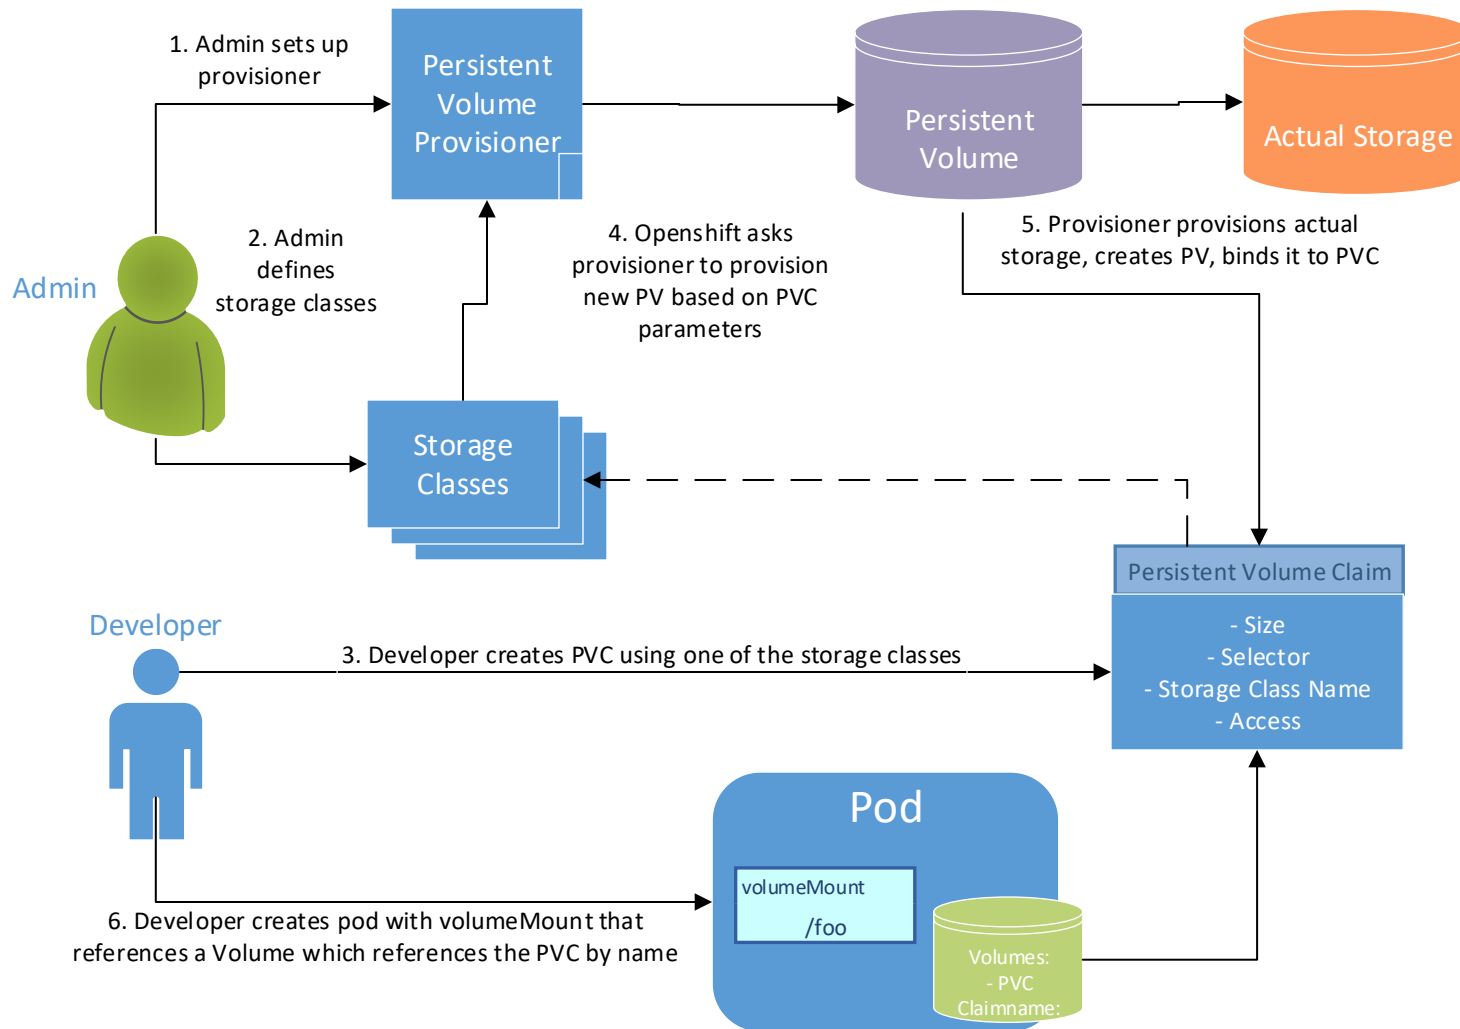 1. Admin sets up
provisioner
Persistent
Volume
Provisioner
Persistent
Volume
Actual Storage
Admin
2. Admin
defines
storage classes
4. Openshift asks
provisioner to provision
new PV based on PVC
parameters
5. Provisioner provisions actual
storage, creates PV, binds it to PVC
Storage
Classes
Persistent Volume Claim
- Size
- Selector
- Storage Class Name
- Access
Developer
3. Developer creates PVC using one of the storage classes
Pod
volumeMount
/foo
6. Developer creates pod with volumeMount that
references a Volume which references the PVC by name
Volumes:
- PVC
Claimname: